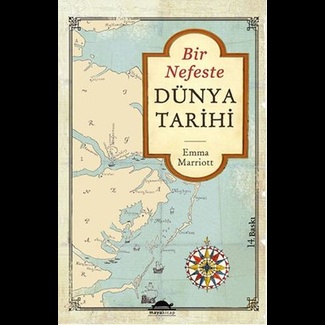 Bir
Nefeste
DÜNYA
TARİHİ
Emma
Marriott
14. Baskı
mayakitap